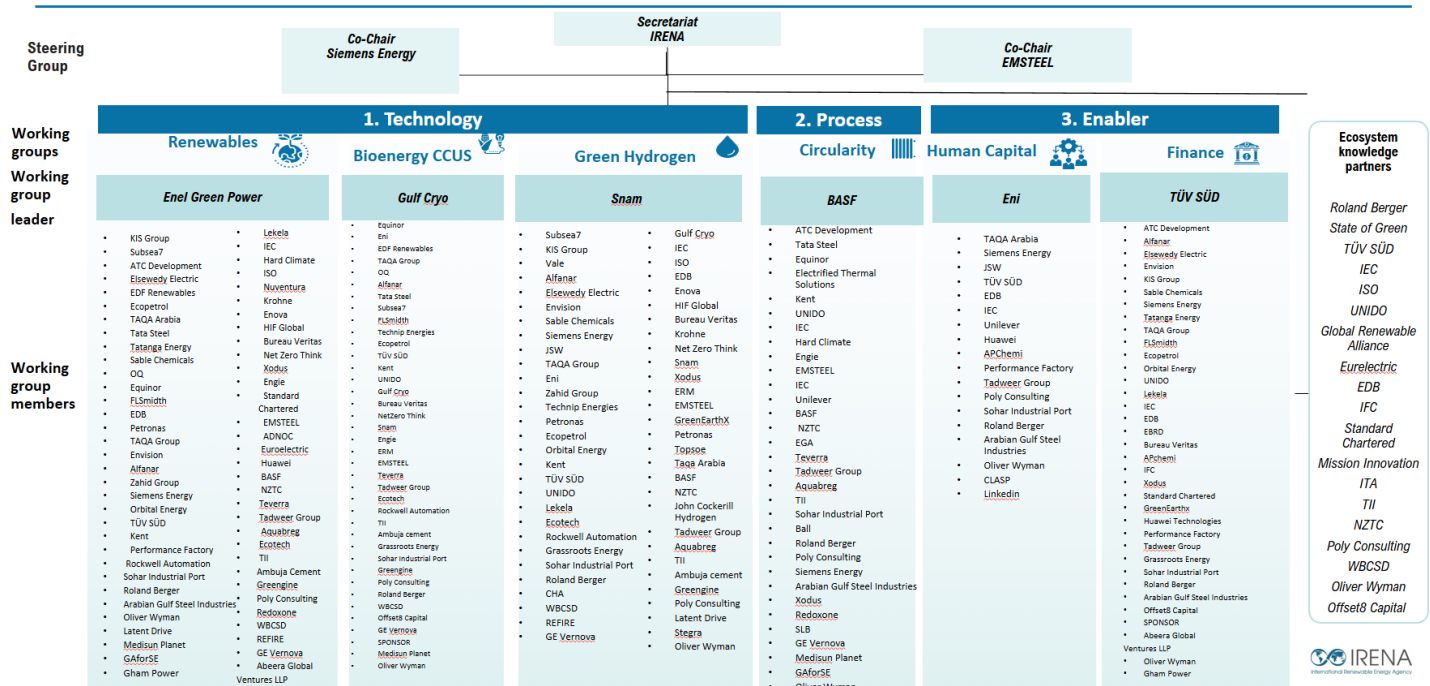 Steering
Group
Co-Chair
Siemens Energy
Secretariat
IRENA
Co-Chair
EMSTEEL
Working
groups
1. Technology
2. Process
3. Enabler
Renewables
Bioenergy CCUS
Green Hydrogen
Circularity
Human Capital
Finance
Working
group
leader
Enel Green Power
Gulf Cryo
Snam
BASF
Eni
TÜV SÜD
Working
group
members
• KIS Group
• Subsea7
• ATC Development
• Elsewedy Electric
• EDF Renewables
• Ecopetrol
• TAQA Arabia
• Tata Steel
• Tatanga Energy
• Sable Chemicals
• OQ
• Equinor
• FLSmidth
• EDB
• Petronas
• TAQA Group
• Envision
• Alfanar
• Zahid Group
• Siemens Energy
• Orbital Energy
• TÜV SÜD
• Kent
• Performance Factory
• Rockwell Automation
• Sohar Industrial Port
• Roland Berger
• Arabian Gulf Steel Industries
• Oliver Wyman
• Latent Drive
• Medisun Planet
• GAforSE
• Gham Power
• Lekela
• IEC
• Hard Climate
• ISO
• Nuventura
• Krohne
• Enova
• HIF Global
• Bureau Veritas
• Net Zero Think
• Xodus
• Engie
• Standard
Chartered
• EMSTEEL
• ADNOC
• Euroelectric
• Huawei
• BASF
• NZTC
• Teverra
• Tadweer Group
• Aquabreg
• Ecotech
• TII
• Ambuja Cement
• Greengine
• Poly Consulting
• Redoxone
• WBCSD
• REFIRE
• GE Vernova
• Abeera Global
Ventures LLP
• Equinor
• Eni
• EDF Renewables
• TAQA Group
• OQ
• Alfanar
• Tata Steel
• Subsea7
• FLSmidth
• Technip Energies
• Ecopetrol
• TÜV SÜD
• Kent
• UNIDO
• Gulf Cryo
• Bureau Veritas
• NetZero Think
• Snam
• Engie
• ERM
• EMSTEEL
• Teverra
• Tadweer Group
• Ecotech
• Rockwell Automation
• TII
• Ambuja cement
• Grassroots Energy
• Sohar Industrial Port
• Greengine
• Poly Consulting
• Roland Berger
• WBCSD
• Offset8 Capital
• GE Vernova
• SPONSOR
• Medisun Planet
• Oliver Wyman
• Subsea7
• KIS Group
• Vale
• Alfanar
• Elsewedy Electric
• Envision
• Sable Chemicals
• Siemens Energy
• JSW
• TAQA Group
• Eni
• Zahid Group
• Technip Energies
• Petronas
• Ecopetrol
• Orbital Energy
• Kent
• TÜV SÜD
• UNIDO
• Lekela
• Ecotech
• Rockwell Automation
• Grassroots Energy
• Sohar Industrial Port
• Roland Berger
• CHA
• WBCSD
• REFIRE
• GE Vernova
• Gulf Cryo
• IEC
• ISO
• EDB
• Enova
• HIF Global
• Bureau Veritas
• Krohne
• Net Zero Think
• Snam
• Xodus
• ERM
• EMSTEEL
• GreenEarthX
• Petronas
• Topsoe
• Taqa Arabia
• BASF
• NZTC
• John Cockerill
Hydrogen
• Tadweer Group
• Aquabreg
• TII
• Ambuja cement
• Greengine
• Poly Consulting
• Latent Drive
• Stegra
• Oliver Wyman
• ATC Development
• Tata Steel
• Equinor
• Electrified Thermal
Solutions
• Kent
• UNIDO
• IEC
• Hard Climate
• Engie
• EMSTEEL
• IEC
• Unilever
• BASF
• NZTC
• EGA
• Teverra
• Tadweer Group
• Aquabreg
• TII
• Sohar Industrial Port
• Ball
• Roland Berger
• Poly Consulting
• Siemens Energy
• Arabian Gulf Steel Industries
• Xodus
• Redoxone
• SLB
• GE Vernova
• Medisun Planet
• GAforSE
• Oliver Wyman
• TAQA Arabia
• Siemens Energy
• JSW
• TÜV SÜD
• EDB
• IEC
• Unilever
• Huawei
• APChemi
• Performance Factory
• Tadweer Group
• Poly Consulting
• Sohar Industrial Port
• Roland Berger
• Arabian Gulf Steel
Industries
• Oliver Wyman
• CLASP
• Linkedin
• ATC Development
• Alfanar
• Elsewedy Electric
• Envision
• KIS Group
• Sable Chemicals
• Siemens Energy
• Tatanga Energy
• TAQA Group
• FLSmidth
• Ecopetrol
• Orbital Energy
• UNIDO
• Lekela
• IEC
• EDB
• EBRD
• Bureau Veritas
• APchemi
• IFC
• Xodus
• Standard Chartered
• GreenEarthx
• Huawei Technologies
• Performance Factory
• Tadweer Group
• Grassroots Energy
• Sohar Industrial Port
• Roland Berger
• Arabian Gulf Steel Industries
• Offset8 Capital
• SPONSOR
• Abeera Global
Ventures LLP
• Oliver Wyman
• Gham Power
Ecosystem
knowledge
partners
Roland Berger
State of Green
TÜV SÜD
IEC
ISO
UNIDO
Global Renewable
Alliance
Eurelectric
EDB
IFC
Standard
Chartered
Mission Innovation
ITA
TII
NZTC
Poly Consulting
WBCSD
Oliver Wyman
Offset8 Capital
IRENA
International Renewable Energy Agency